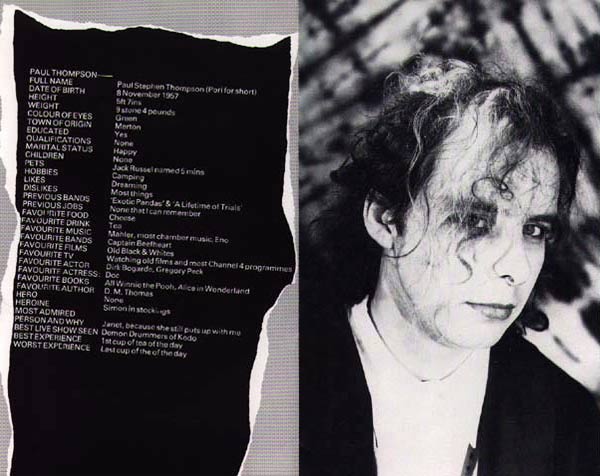 PAUL THOMPSON
FULL NAME Paul Stephen Thompson (Pori for short)
DATE OF BIRTH 8 November 1957
HEIGHT 5ft 7ins
WEIGHT 9 stone 4 pounds
COLOUR OF EYES Green
TOWN OF ORIGIN Merton
EDUCATED Yes
QUALIFICATIONS None
MARITAL STATUS Happy
CHILDREN None
PETS Jack Russel named 5 mins
HOBBIES Camping
LIKES Dreaming
DISLIKES Most things
PREVIOUS BANDS 'Exotic Pandas' & 'A Lifetime of Trials'
PREVIOUS JOBS None that I can remember
FAVOURITE FOOD Cheese
FAVOURITE DRINK Tea
FAVOURITE MUSIC Mahler, most chamber music, Eno
FAVOURITE BANDS Captain Beefheart
FAVOURITE FILMS Old Black & Whites
FAVOURITE TV Watching old films and most Channel 4 programmes
FAVOURITE ACTOR Dirk Bogarde, Gregory Peck
FAVOURITE ACTRESS: Doc
FAVOURITE BOOKS All Winnie the Pooh, Alice in Wonderland
FAVOURITE AUTHOR D. M. Thomas
HERO None
HEROINE Simon in stockings
MOST ADMIRED
PERSON AND WHY Janet, because she still puts up with me
BEST LIVE SHOW SEEN Demon Drummers of Kodo
BEST EXPERIENCE 1st cup of tea of the day
WORST EXPERIENCE Last cup of the of the day